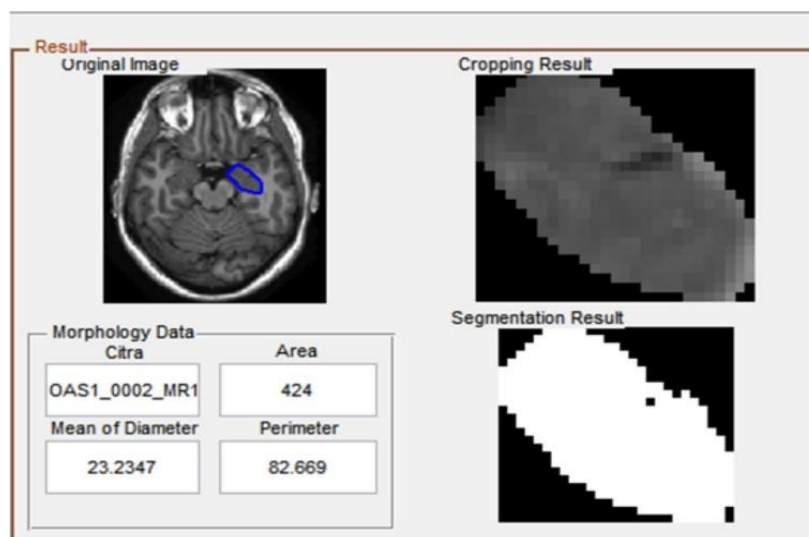 Result
Original Image
Cropping Result
Segmentation Result
Morphology Data
Citra
Area
OAS1_0002_MR1
424
Mean of Diameter
Perimeter
23.2347
82.669